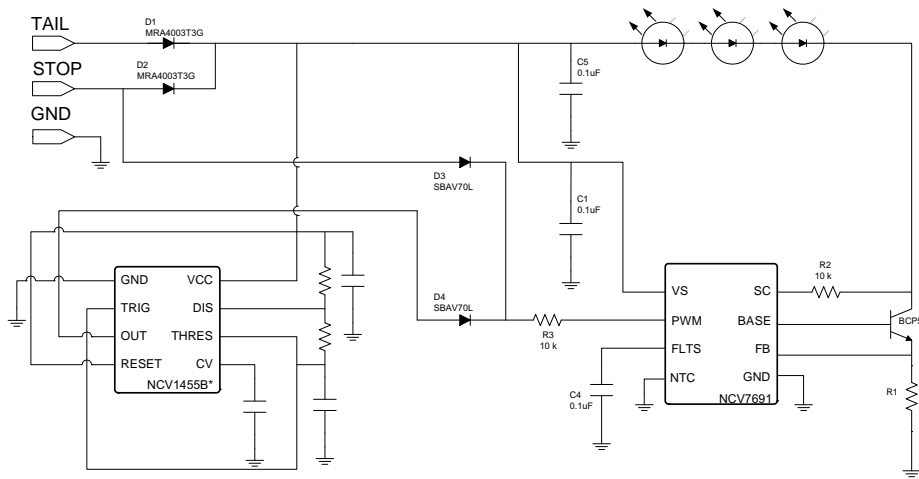 TAIL
D1
MRA4003T3G
STOP
D2
MRA4003T3G
GND
C5
0.1uF
D3
SBAV70L
C1
0.1uF
D4
SBAV70L
R3
10 k
R2
10 k
GND
VCC
TRIG
DIS
OUT
THRES
RESET
CV
NCV1455B*
VS
SC
PWM
BASE
FLTS
FB
NTC
GND
NCV7691
C4
0.1uF
R1